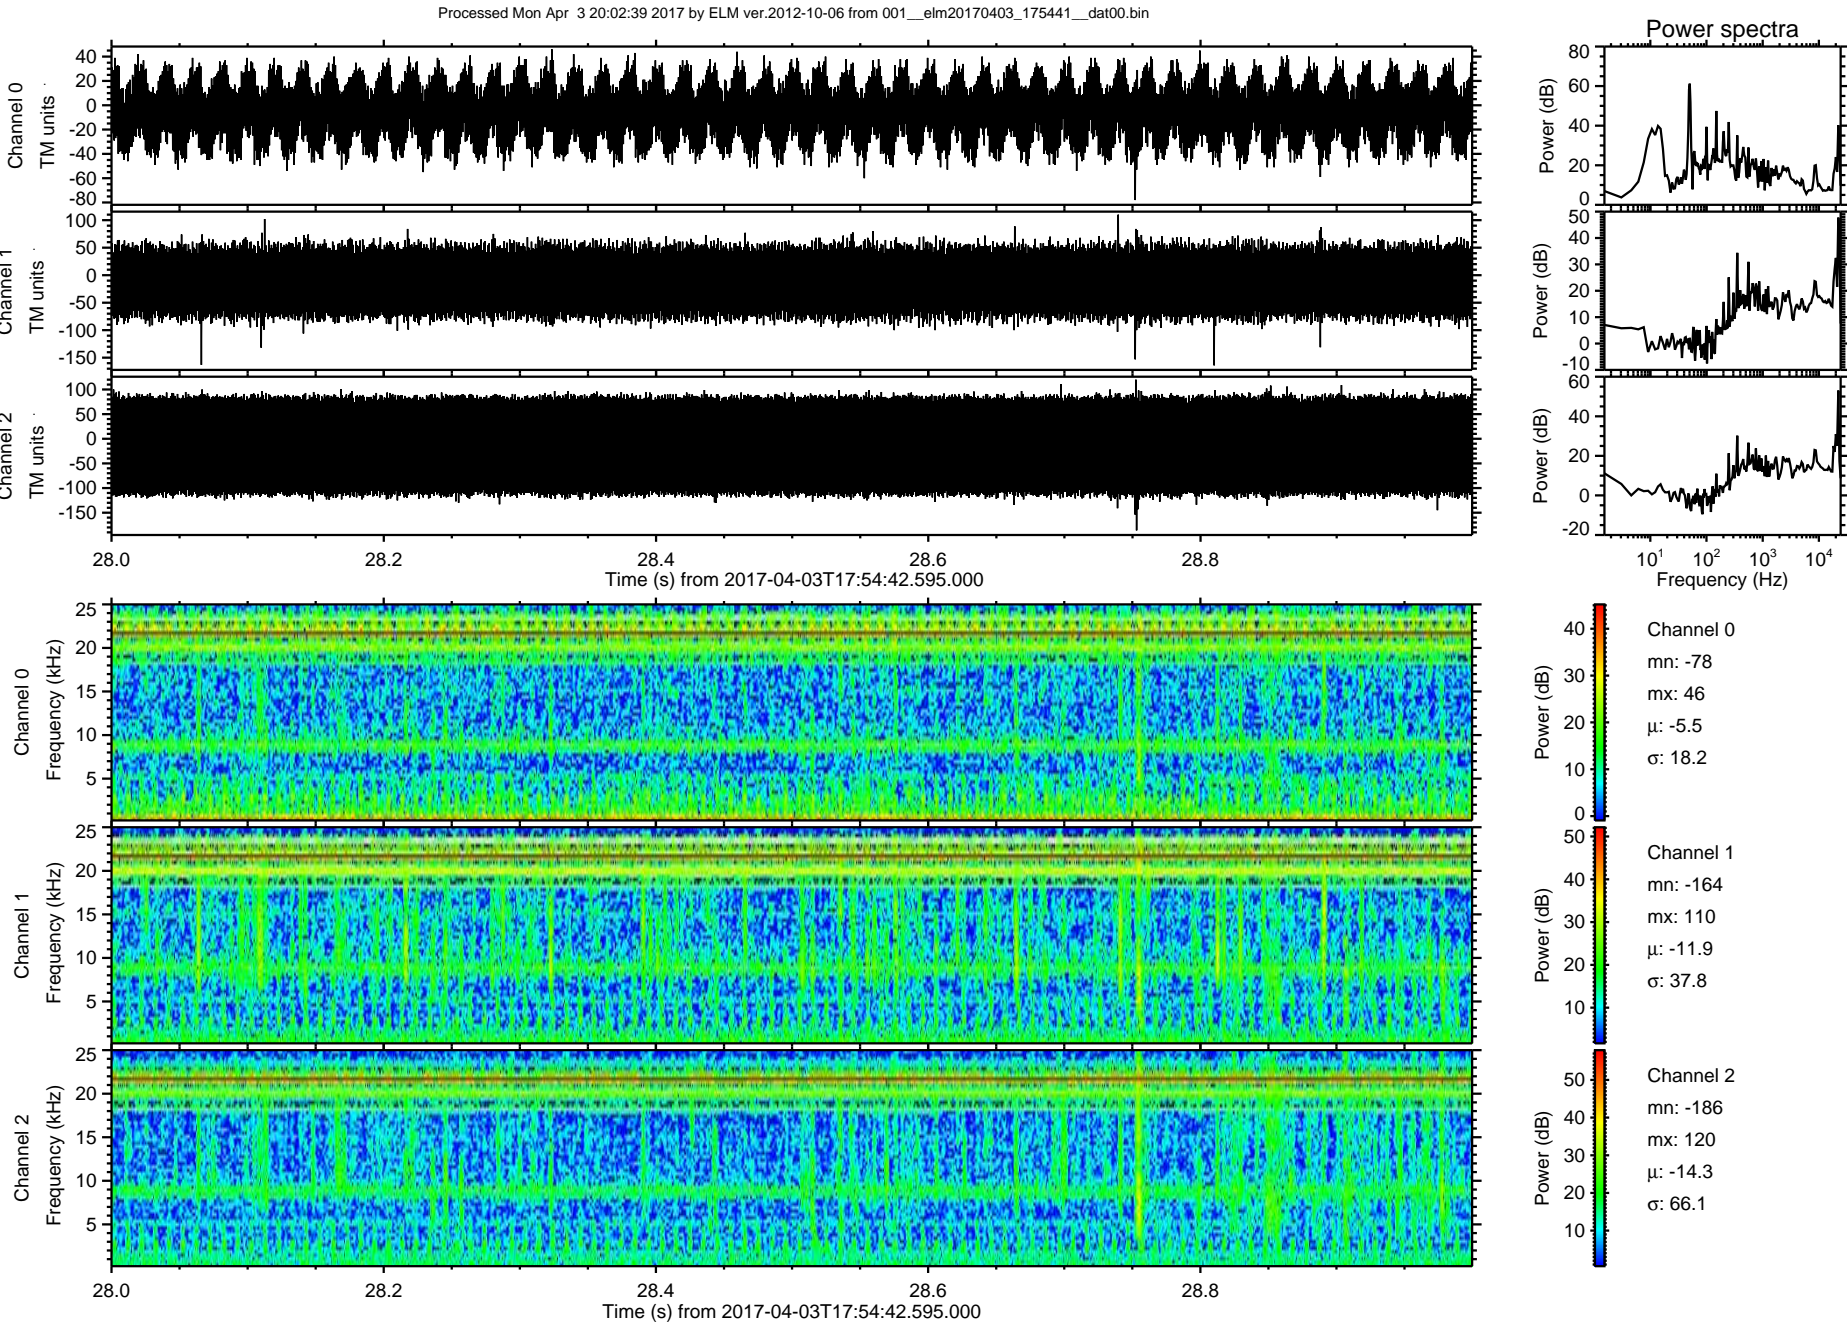 Processed Mon Apr  3 20:02:39 2017 by ELM ver.2012-10-06 from 001__elm20170403_175441__dat00.bin
Power spectra
Channel 0
TM units
40
20
0
-20
-40
-60
-80
Power (dB)
80
60
40
20
0
Channel 1
TM units
100
50
0
-50
-100
-150
Power (dB)
50
40
30
20
10
0
-10
Channel 2
TM units
100
50
0
-50
-100
-150
Power (dB)
60
40
20
0
-20
28.0 28.2 28.4 28.6 28.8
Time (s) from 2017-04-03T17:54:42.595.000
10¹ 10² 10³ 10⁴
Frequency (Hz)
Channel 0
Frequency (kHz)
25
20
15
10
5
Power (dB)
40
30
20
10
0
Channel 0
mn: -78
mx: 46
μ: -5.5
σ: 18.2
Channel 1
Frequency (kHz)
25
20
15
10
5
Power (dB)
50
40
30
20
10
Channel 1
mn: -164
mx: 110
μ: -11.9
σ: 37.8
Channel 2
Frequency (kHz)
25
20
15
10
5
Power (dB)
50
40
30
20
10
Channel 2
mn: -186
mx: 120
μ: -14.3
σ: 66.1
28.0 28.2 28.4 28.6 28.8
Time (s) from 2017-04-03T17:54:42.595.000